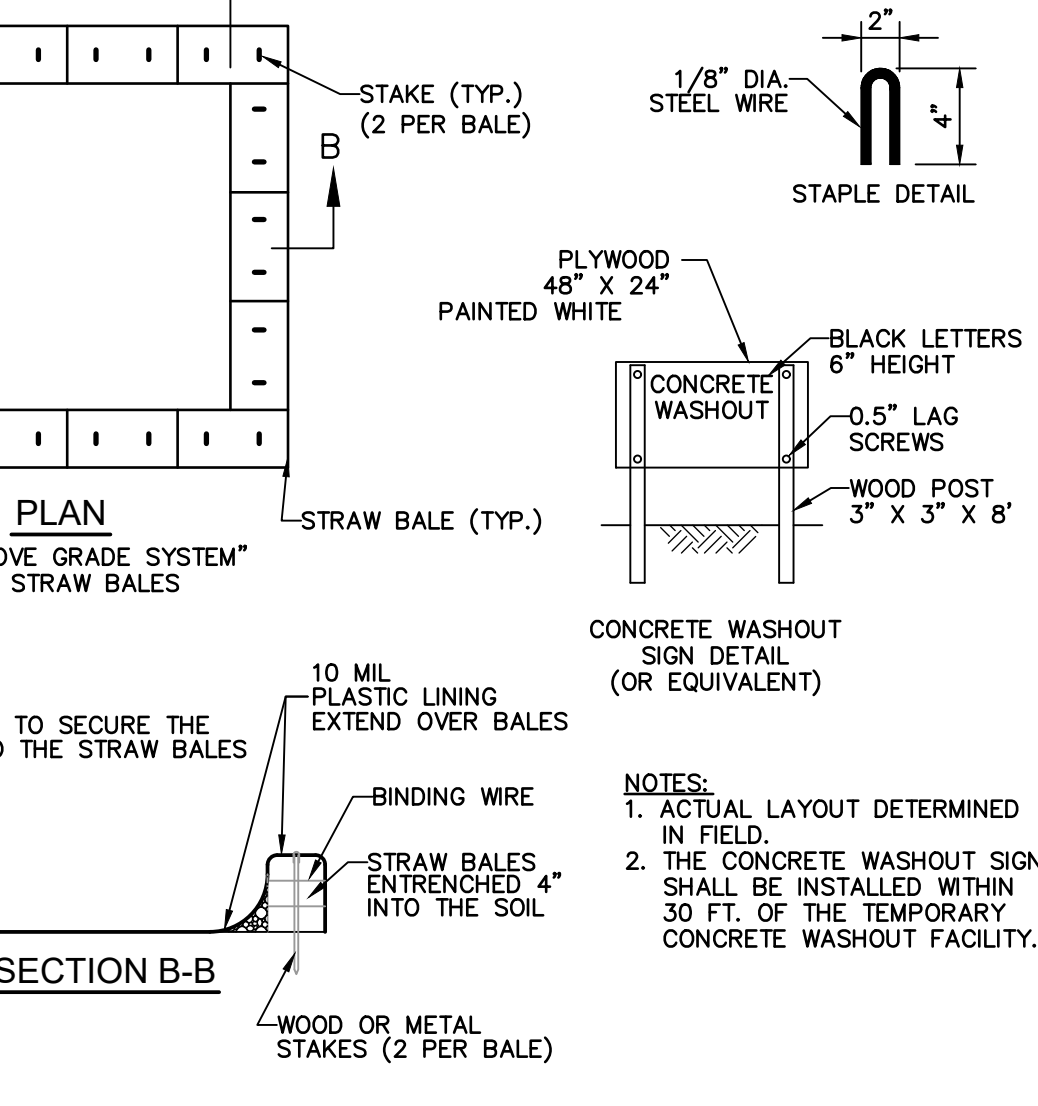 2"
1/8" DIA.
STEEL WIRE
4"
STAPLE DETAIL
STAKE (TYP.)
(2 PER BALE)
B
STRAW BALE (TYP.)
PLAN
GRADE SYSTEM"
STRAW BALES
PLYWOOD
48" X 24"
PAINTED WHITE
BLACK LETTERS
6" HEIGHT
CONCRETE
WASHOUT
0.5" LAG
SCREWS
WOOD POST
3" X 3" X 8'
CONCRETE WASHOUT
SIGN DETAIL
(OR EQUIVALENT)
10 MIL
PLASTIC LINING
EXTEND OVER BALES
TO SECURE THE
THE STRAW BALES
BINDING WIRE
STRAW BALES
ENTRENCHED 4"
INTO THE SOIL
SECTION B-B
WOOD OR METAL
STAKES (2 PER BALE)
NOTES:
1. ACTUAL LAYOUT DETERMINED
IN FIELD.
2. THE CONCRETE WASHOUT SIGN
SHALL BE INSTALLED WITHIN
30 FT. OF THE TEMPORARY
CONCRETE WASHOUT FACILITY.